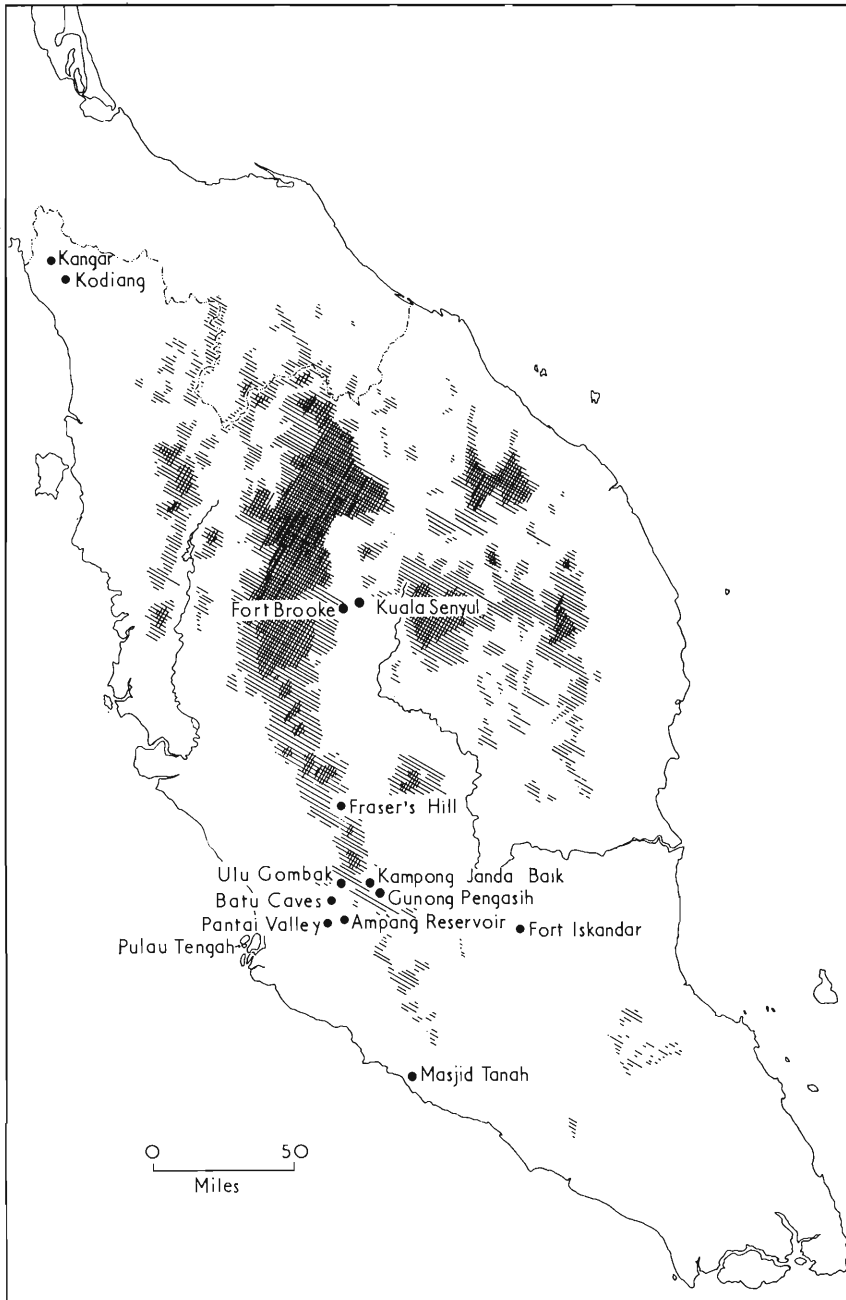 Kangar
Kodiang
Fort Brooke
Kuala Senyul
Fraser's Hill
Ulu Gombak
Kampong Janda Baik
Batu Caves
Gunong Pengasih
Pantai Valley
Ampang Reservoir
Fort Iskandar
Pulau Tengah
Masjid Tanah
0 50
Miles